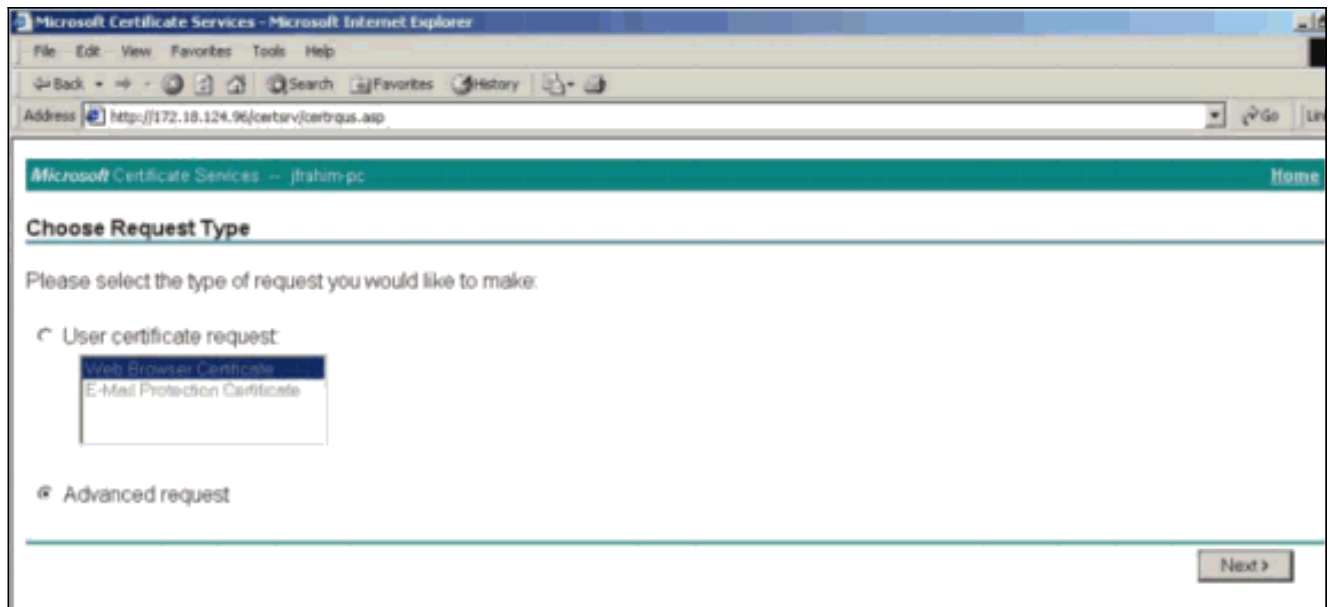 Microsoft Certificate Services - Microsoft Internet Explorer
File Edit View Favorites Tools Help
Back Search Favorites History
Address http://172.18.124.96/certsrv/certrqus.asp Go
Microsoft Certificate Services -- jfrahim-pc Home
Choose Request Type
Please select the type of request you would like to make:
User certificate request:
Web Browser Certificate
E-Mail Protection Certificate
Advanced request
Next >